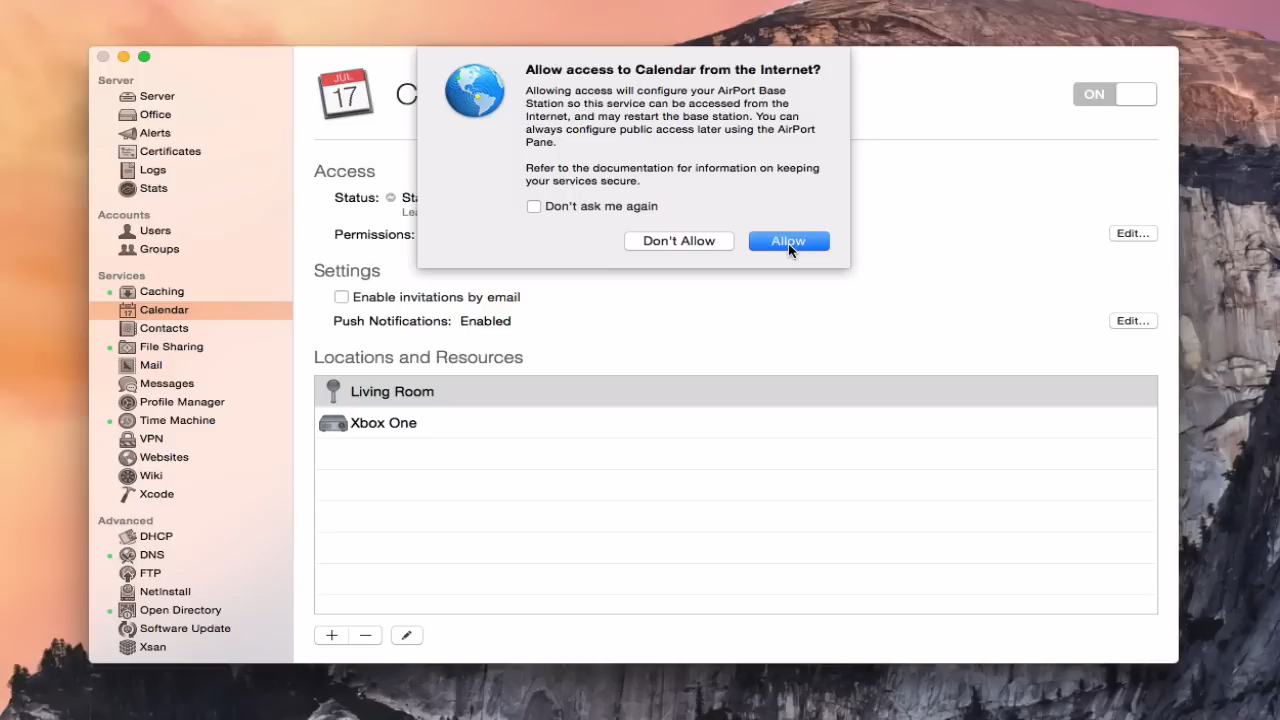 Server
Server
Office
Alerts
Certificates
Logs
Stats
Accounts
Users
Groups
Services
Caching
Calendar
Contacts
File Sharing
Mail
Messages
Profile Manager
Time Machine
VPN
Websites
Wiki
Xcode
Advanced
DHCP
DNS
FTP
NetInstall
Open Directory
Software Update
Xsan
JUL
17
C
ON
Allow access to Calendar from the Internet?
Allowing access will configure your AirPort Base
Station so this service can be accessed from the
Internet, and may restart the base station. You can
always configure public access later using the AirPort
Pane.
Refer to the documentation for information on keeping
your services secure.
Don't ask me again
Don't Allow
Allow
Access
Status: Sta
Lea
Permissions:
Edit...
Settings
Enable invitations by email
Push Notifications: Enabled
Edit...
Locations and Resources
Living Room
Xbox One